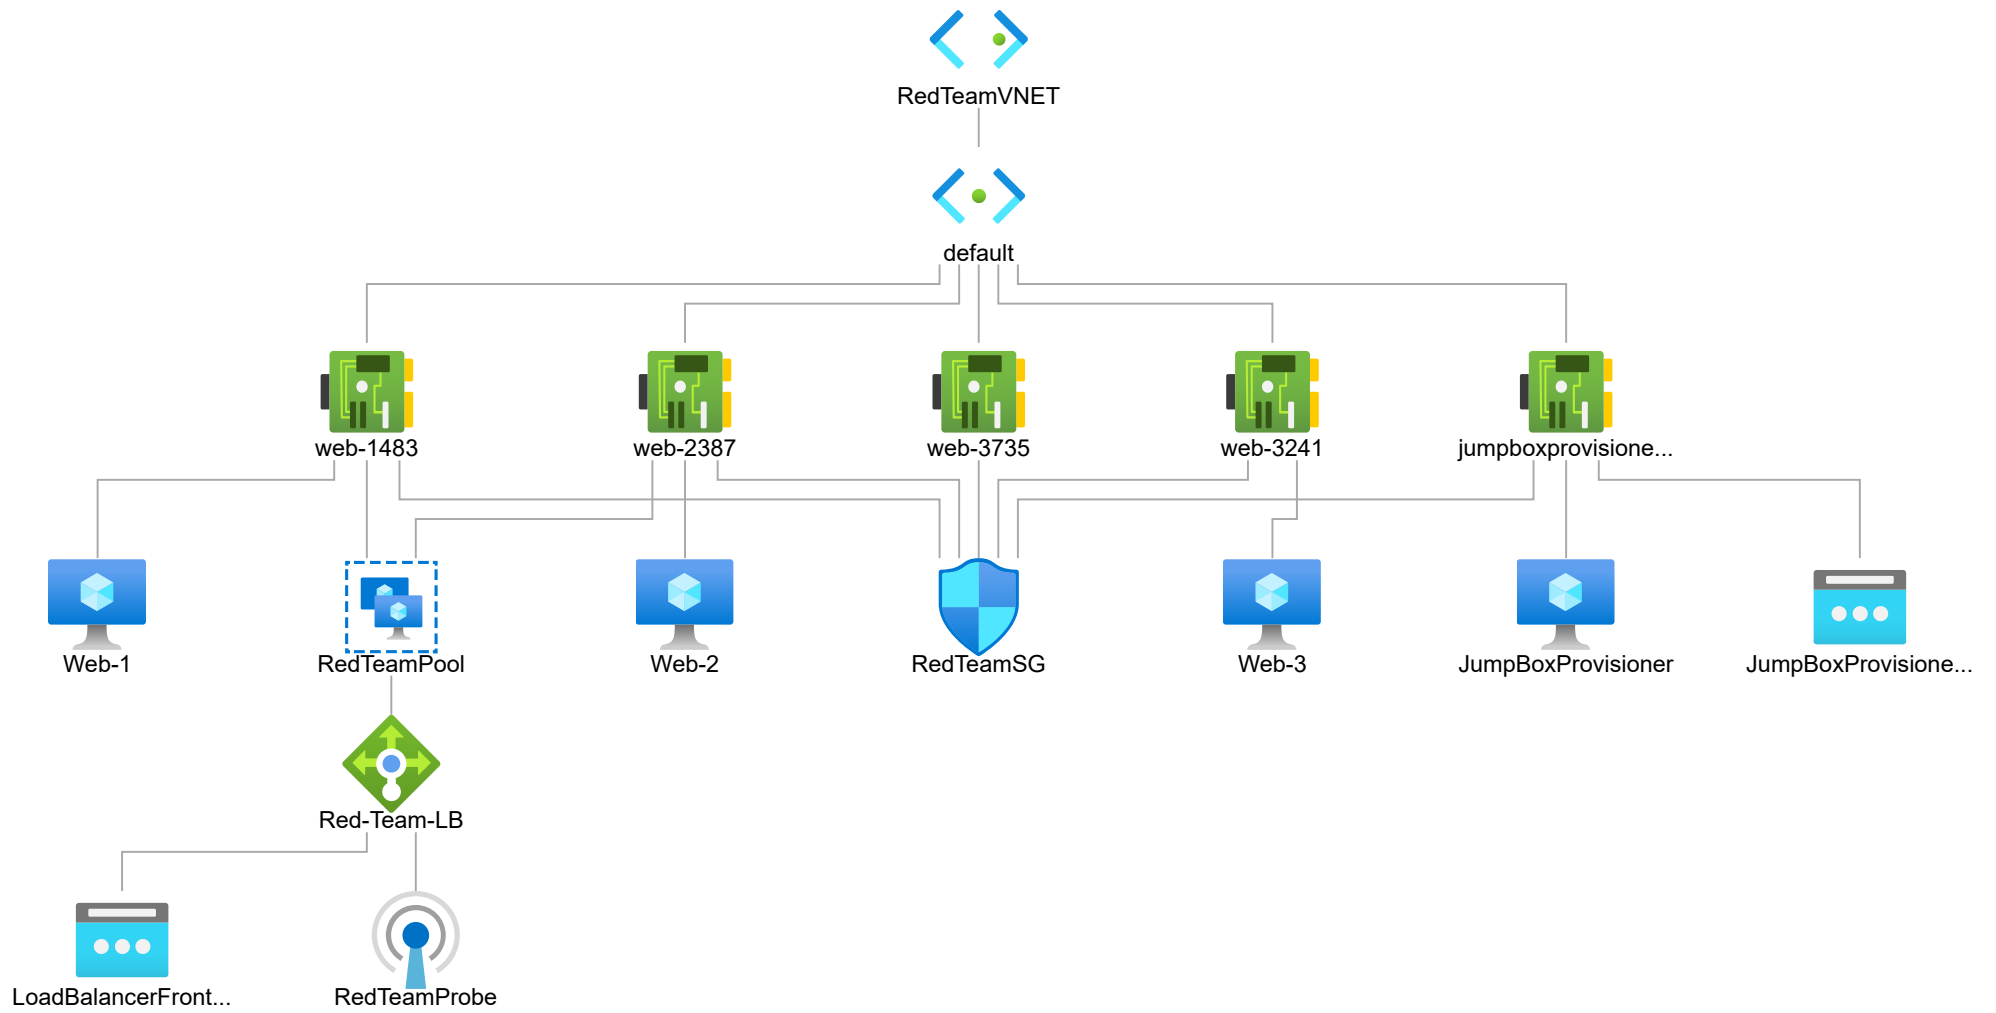 RedTeamVNET
default
web-1483
web-2387
web-3735
web-3241
jumpboxprovisione...
Web-1
RedTeamPool
Web-2
RedTeamSG
Web-3
JumpBoxProvisioner
JumpBoxProvisione...
Red-Team-LB
LoadBalancerFront...
RedTeamProbe